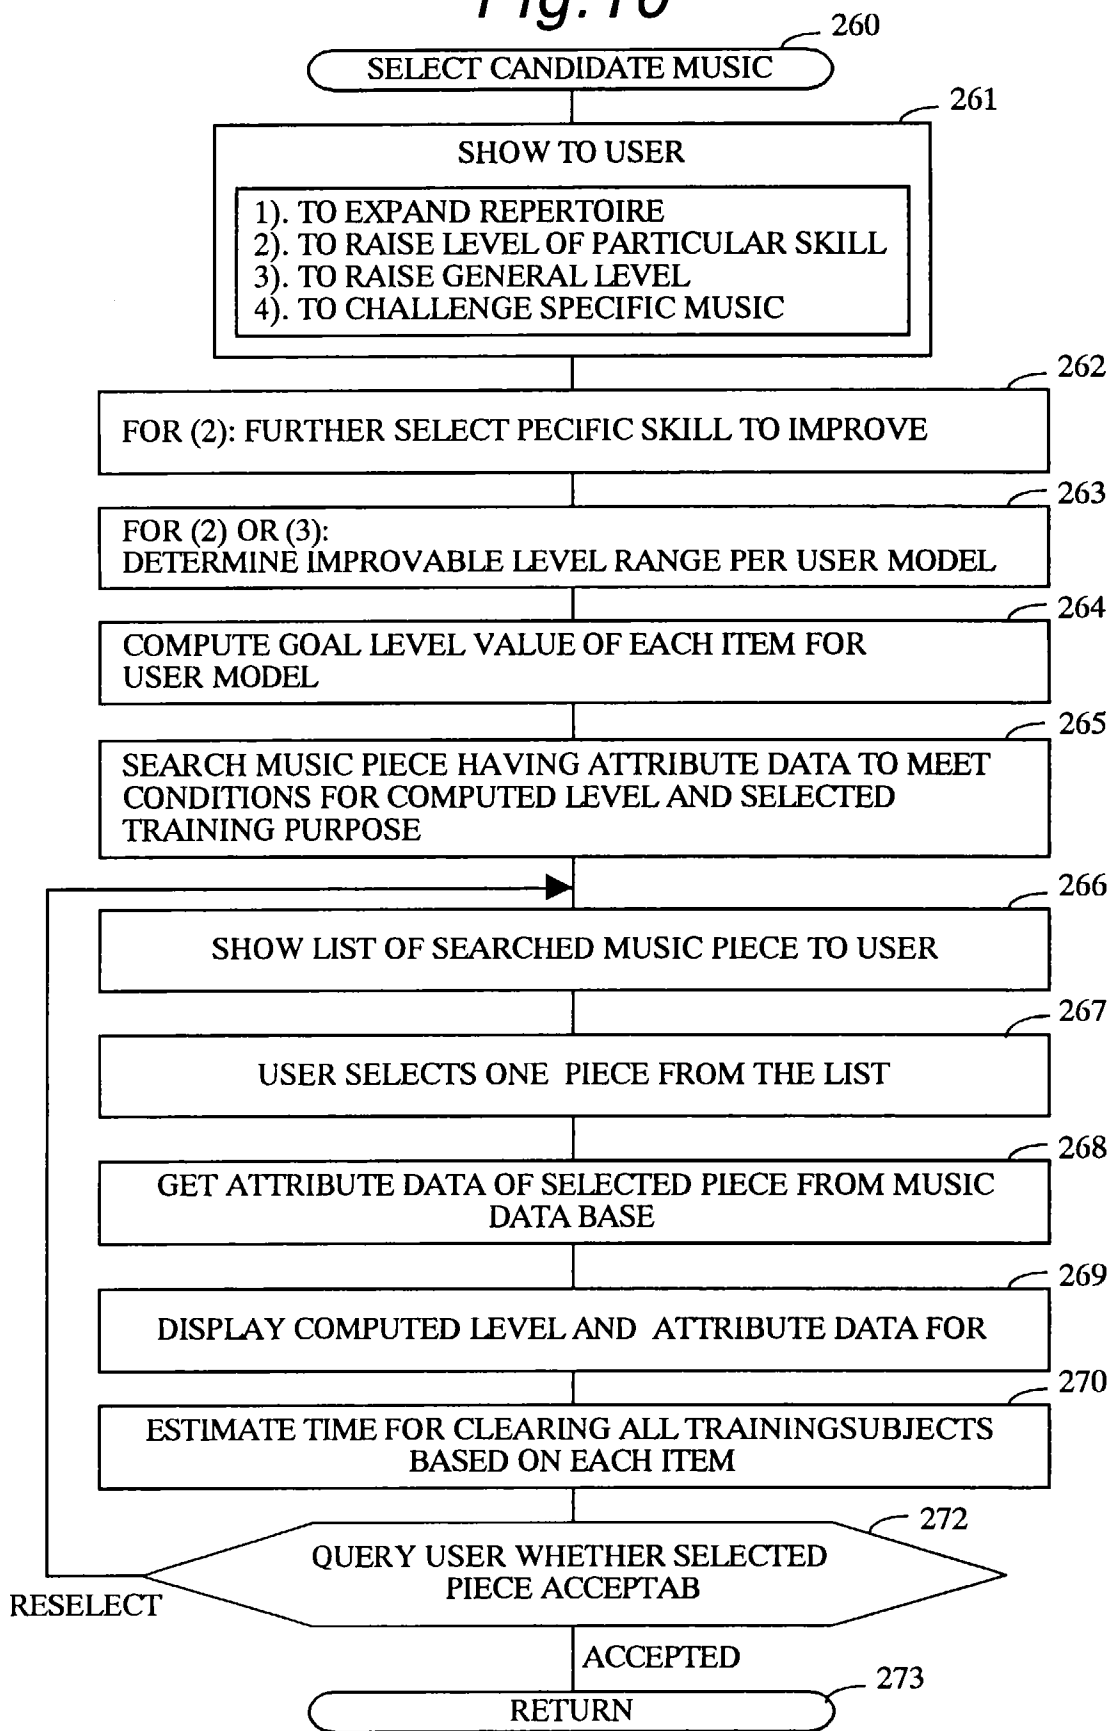 Fig. 10
260
SELECT CANDIDATE MUSIC
261
SHOW TO USER
1). TO EXPAND REPERTOIRE
2). TO RAISE LEVEL OF PARTICULAR SKILL
3). TO RAISE GENERAL LEVEL
4). TO CHALLENGE SPECIFIC MUSIC
262
FOR (2): FURTHER SELECT PECIFIC SKILL TO IMPROVE
263
FOR (2) OR (3):
DETERMINE IMPROVABLE LEVEL RANGE PER USER MODEL
264
COMPUTE GOAL LEVEL VALUE OF EACH ITEM FOR
USER MODEL
265
SEARCH MUSIC PIECE HAVING ATTRIBUTE DATA TO MEET
CONDITIONS FOR COMPUTED LEVEL AND SELECTED
TRAINING PURPOSE
266
SHOW LIST OF SEARCHED MUSIC PIECE TO USER
267
USER SELECTS ONE PIECE FROM THE LIST
268
GET ATTRIBUTE DATA OF SELECTED PIECE FROM MUSIC
DATA BASE
269
DISPLAY COMPUTED LEVEL AND ATTRIBUTE DATA FOR
270
ESTIMATE TIME FOR CLEARING ALL TRAININGSUBJECTS
BASED ON EACH ITEM
272
QUERY USER WHETHER SELECTED
PIECE ACCEPTAB
RESELECT
ACCEPTED
273
RETURN